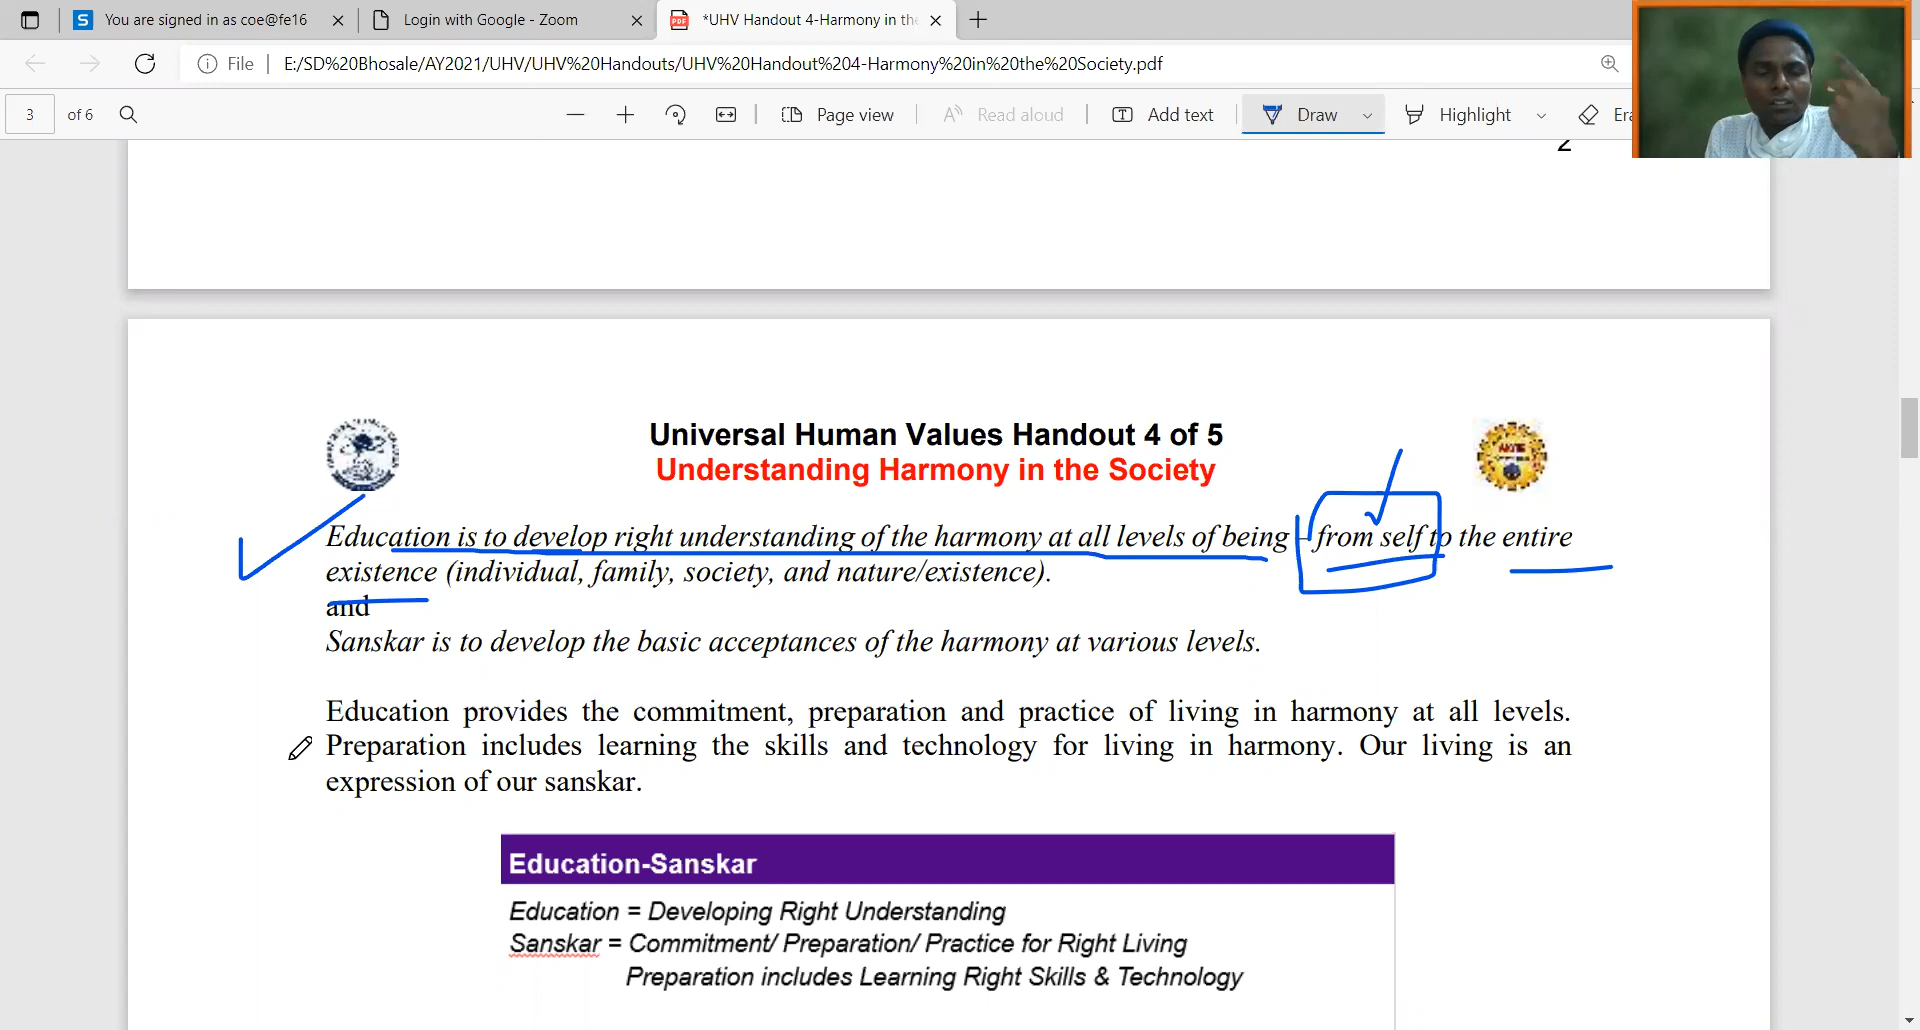 You are signed in as coe@fe16
Login with Google - Zoom
*UHV Handout 4-Harmony in the
File
E:/SD%20Bhosale/AY2021/UHV/UHV%20Handouts/UHV%20Handout%204-Harmony%20in%20the%20Society.pdf
3 of 6
Page view
Read aloud
Add text
Draw
Highlight
Era
2
Universal Human Values Handout 4 of 5
Understanding Harmony in the Society
Education is to develop right understanding of the harmony at all levels of being – from self to the entire
existence (individual, family, society, and nature/existence).
and
Sanskar is to develop the basic acceptances of the harmony at various levels.
Education provides the commitment, preparation and practice of living in harmony at all levels.
Preparation includes learning the skills and technology for living in harmony. Our living is an
expression of our sanskar.
Education-Sanskar
Education = Developing Right Understanding
Sanskar = Commitment/ Preparation/ Practice for Right Living
Preparation includes Learning Right Skills & Technology